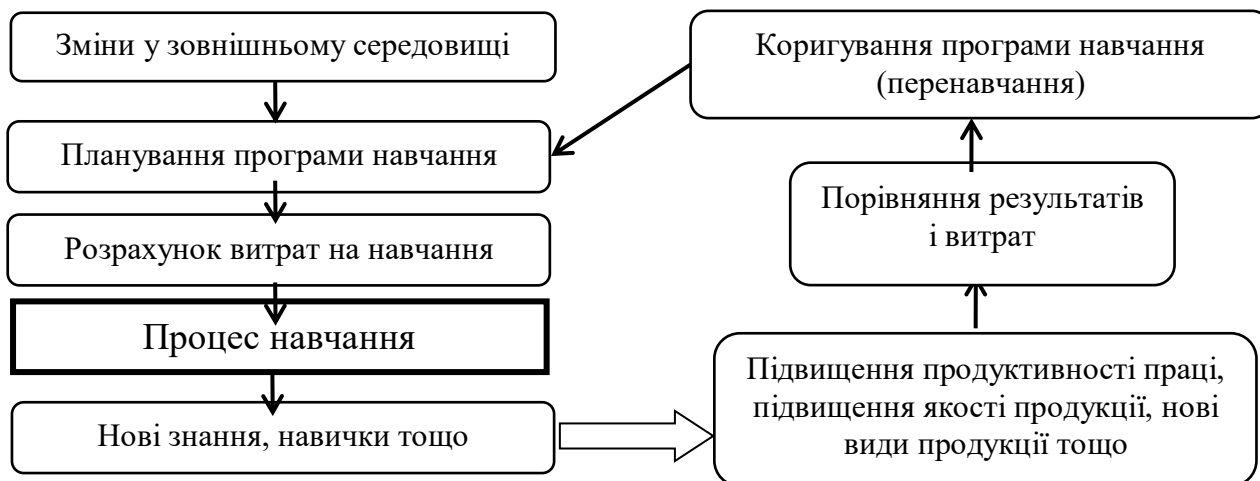 Зміни у зовнішньому середовищі
Планування програми навчання
Розрахунок витрат на навчання
Процес навчання
Нові знання, навички тощо
Підвищення продуктивності праці,
підвищення якості продукції, нові
види продукції тощо
Порівняння результатів
і витрат
Коригування програми навчання
(перенавчання)